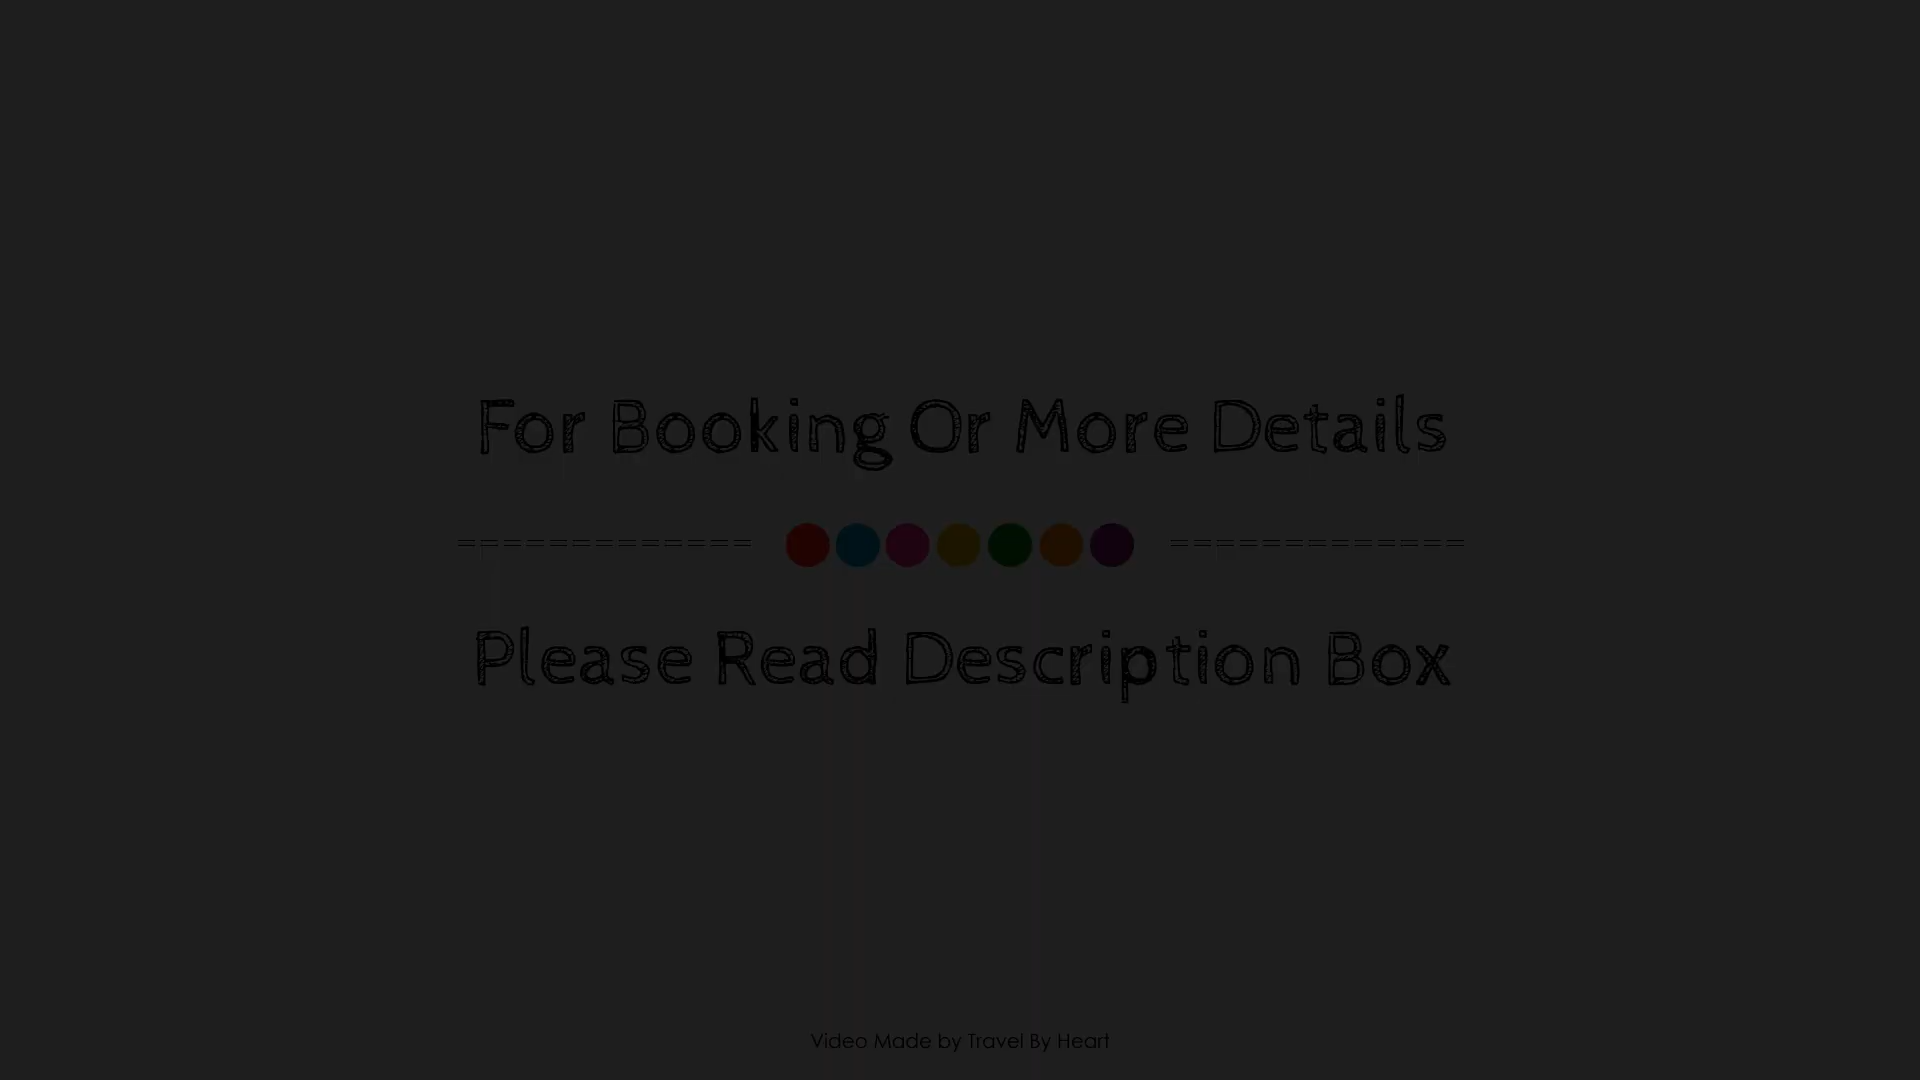 For Booking Or More Details
============= =============
Please Read Description Box
Video Made by Travel By Heart